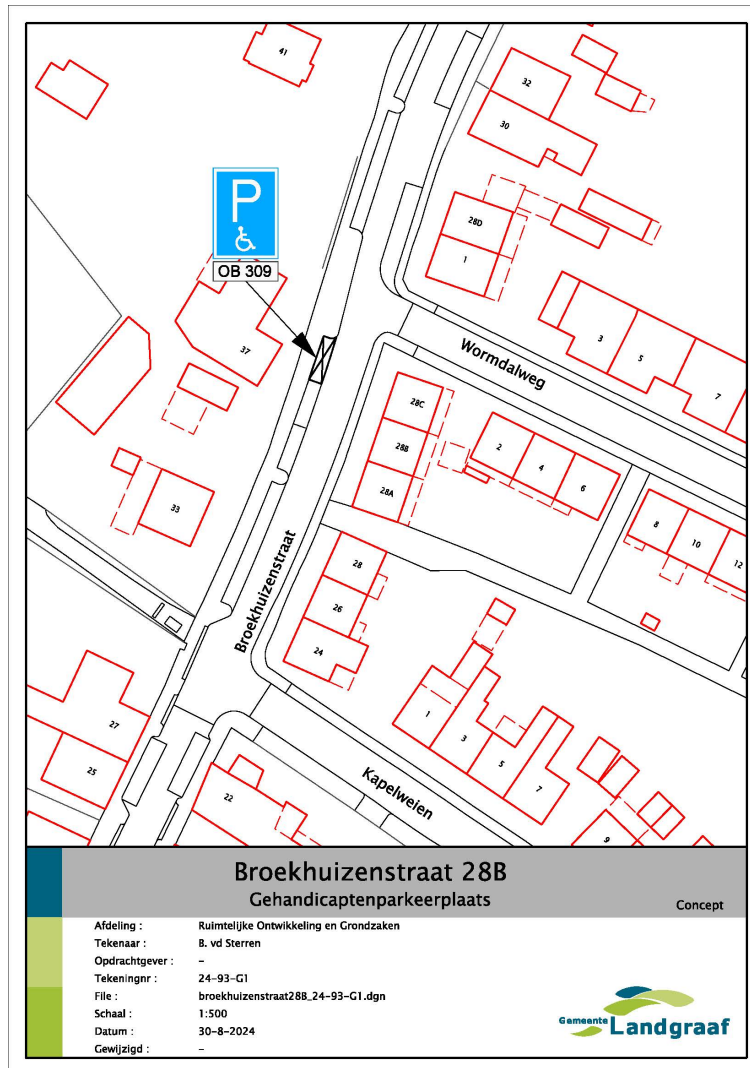 41
32
30
P
OB 309
28D
1
37
3
5
7
Wormdalweg
28C
28B
28A
2
4
6
33
8
10
12
28
26
24
Broekhuizenstraat
1
3
5
7
27
25
22
Kapelweien
9
Broekhuizenstraat 28B
Gehandicaptenparkeerplaats
Concept
Afdeling : Ruimtelijke Ontwikkeling en Grondzaken
Tekenaar : B. vd Sterren
Opdrachtgever : –
Tekeningnr : 24-93-G1
File : broekhuizenstraat28B_24-93-G1.dgn
Schaal : 1:500
Datum : 30-8-2024
Gewijzigd : –
Gemeente Landgraaf